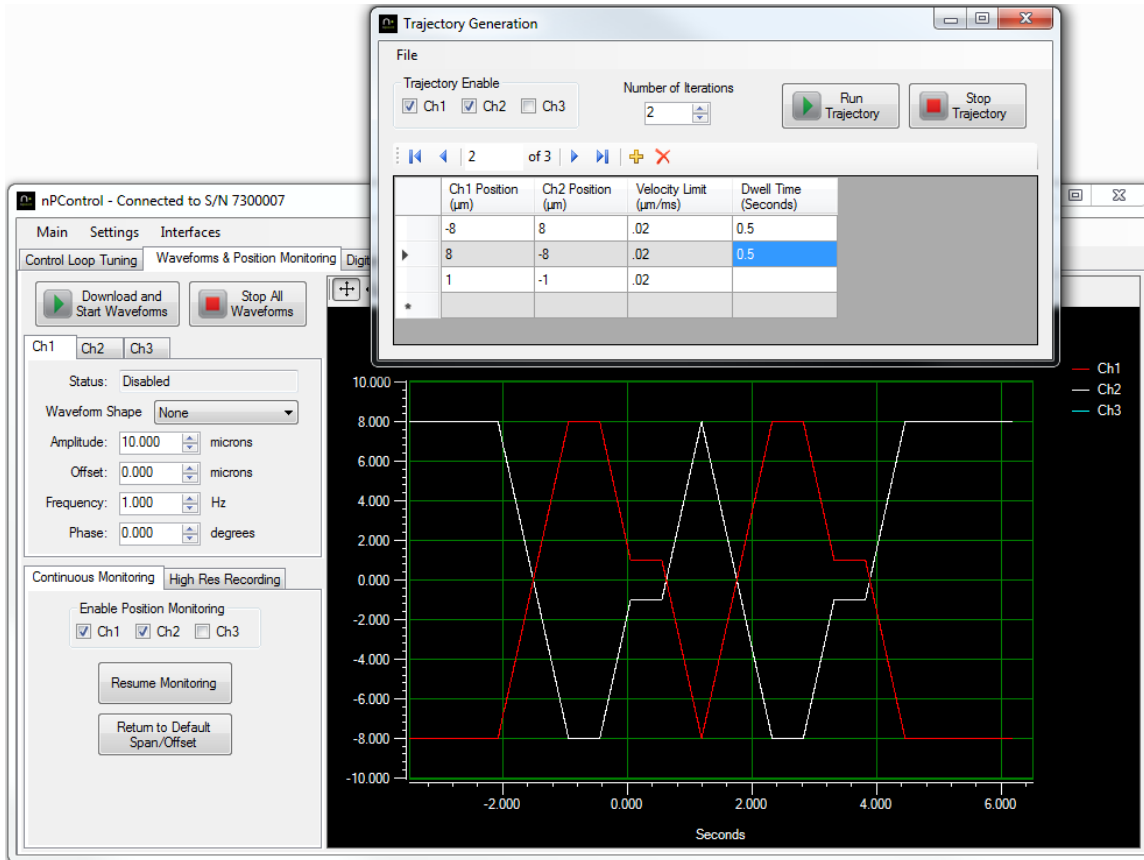 Trajectory Generation
File
Trajectory Enable
Ch1 Ch2 Ch3
Number of Iterations
2
Run
Trajectory
Stop
Trajectory
2 of 3
Ch1 Position
(µm)
Ch2 Position
(µm)
Velocity Limit
(µm/ms)
Dwell Time
(Seconds)
-8 8 .02 0.5
8 -8 .02 0.5
1 -1 .02
*
nPControl - Connected to S/N 7300007
Main Settings Interfaces
Control Loop Tuning Waveforms & Position Monitoring Digit
Download and
Start Waveforms
Stop All
Waveforms
Ch1 Ch2 Ch3
Status: Disabled
Waveform Shape None
Amplitude: 10.000 microns
Offset: 0.000 microns
Frequency: 1.000 Hz
Phase: 0.000 degrees
Continuous Monitoring High Res Recording
Enable Position Monitoring
Ch1 Ch2 Ch3
Resume Monitoring
Return to Default
Span/Offset
Ch1
Ch2
Ch3
10.000
8.000
6.000
4.000
2.000
0.000
-2.000
-4.000
-6.000
-8.000
-10.000
-2.000 0.000 2.000 4.000 6.000
Seconds